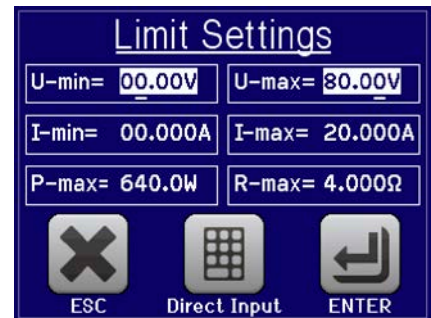 Limit Settings
U-min= 00.00V U-max= 80.00V
I-min= 00.000A I-max= 20.000A
P-max= 640.0W R-max= 4.000Ω
ESC Direct Input ENTER